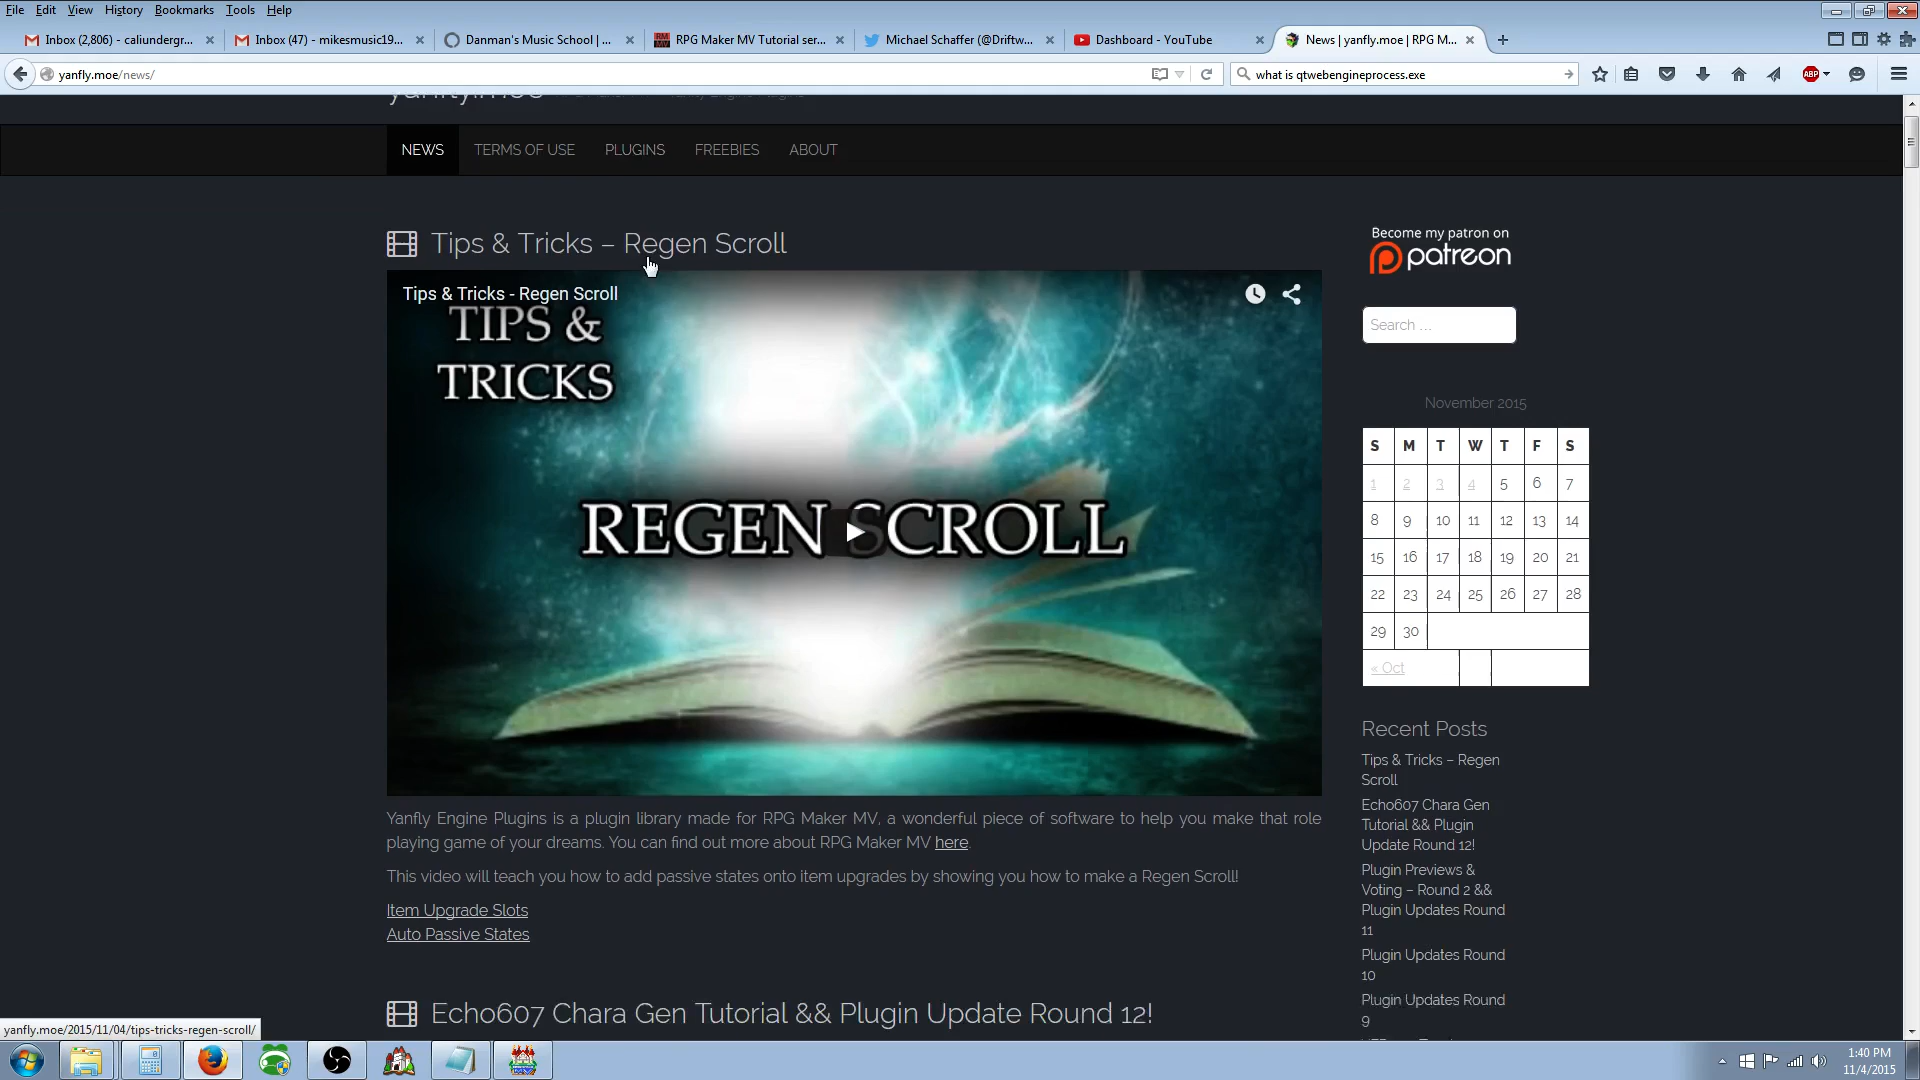 File Edit View History Bookmarks Tools Help
Inbox (2,806) - caliundergr...
Inbox (47) - mikesmusic19...
Danman's Music School | ...
RPG Maker MV Tutorial ser...
Michael Schaffer (@Driftw...
Dashboard - YouTube
News | yanfly.moe | RPG M...
yanfly.moe/news/
what is qtwebengineprocess.exe
ABP
NEWS TERMS OF USE PLUGINS FREEBIES ABOUT
Tips & Tricks – Regen Scroll
Tips & Tricks - Regen Scroll
TIPS &
TRICKS
REGEN SCROLL
Yanfly Engine Plugins is a plugin library made for RPG Maker MV, a wonderful piece of software to help you make that role
playing game of your dreams. You can find out more about RPG Maker MV here.
This video will teach you how to add passive states onto item upgrades by showing you how to make a Regen Scroll!
Item Upgrade Slots
Auto Passive States
Echo607 Chara Gen Tutorial && Plugin Update Round 12!
Become my patron on
patreon
Search ...
November 2015
S M T W T F S
1 2 3 4 5 6 7
8 9 10 11 12 13 14
15 16 17 18 19 20 21
22 23 24 25 26 27 28
29 30
« Oct
Recent Posts
Tips & Tricks – Regen
Scroll
Echo607 Chara Gen
Tutorial && Plugin
Update Round 12!
Plugin Previews &
Voting – Round 2 &&
Plugin Updates Round
11
Plugin Updates Round
10
Plugin Updates Round
9
yanfly.moe/2015/11/04/tips-tricks-regen-scroll/
1:40 PM
11/4/2015